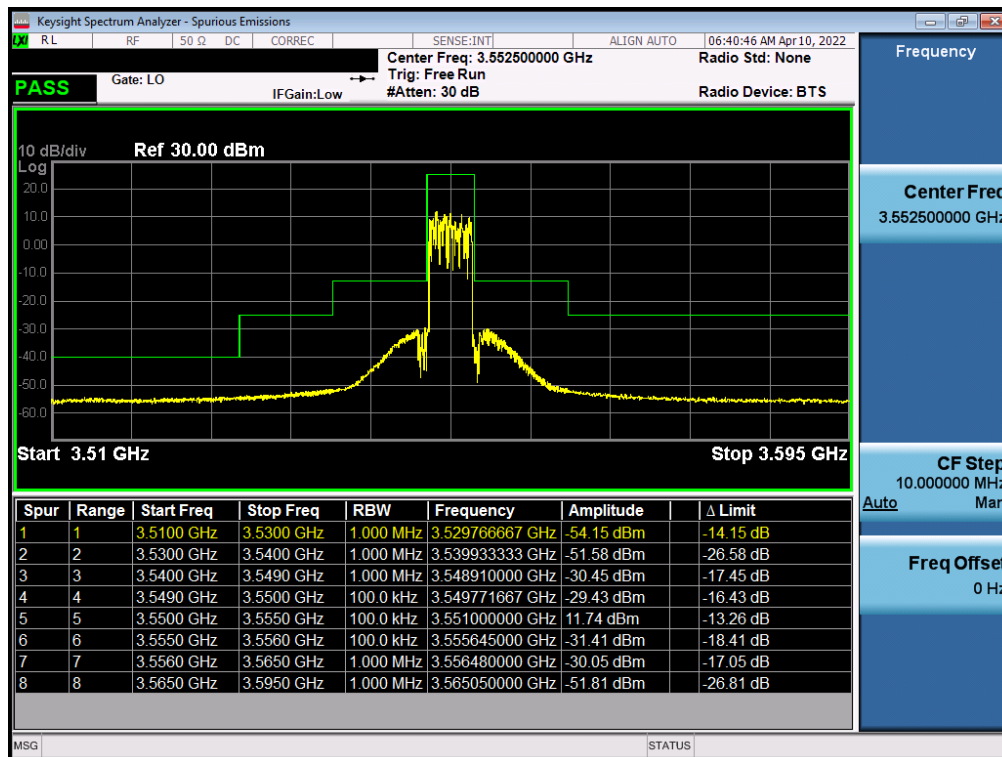 Keysight Spectrum Analyzer - Spurious Emissions
LXI RL RF 50 Ω DC CORREC SENSE:INT ALIGN AUTO 06:40:46 AM Apr 10, 2022
Center Freq: 3.552500000 GHz Radio Std: None
PASS Gate: LO Trig: Free Run
IFGain:Low #Atten: 30 dB Radio Device: BTS
10 dB/div Ref 30.00 dBm
Log
20.0
10.0
0.00
-10.0
-20.0
-30.0
-40.0
-50.0
-60.0
Start 3.51 GHz Stop 3.595 GHz
Spur Range Start Freq Stop Freq RBW Frequency Amplitude Δ Limit
1 1 3.5100 GHz 3.5300 GHz 1.000 MHz 3.529766667 GHz -54.15 dBm -14.15 dB
2 2 3.5300 GHz 3.5400 GHz 1.000 MHz 3.539933333 GHz -51.58 dBm -26.58 dB
3 3 3.5400 GHz 3.5490 GHz 1.000 MHz 3.548910000 GHz -30.45 dBm -17.45 dB
4 4 3.5490 GHz 3.5500 GHz 100.0 kHz 3.549771667 GHz -29.43 dBm -16.43 dB
5 5 3.5500 GHz 3.5550 GHz 100.0 kHz 3.551000000 GHz 11.74 dBm -13.26 dB
6 6 3.5550 GHz 3.5560 GHz 100.0 kHz 3.555645000 GHz -31.41 dBm -18.41 dB
7 7 3.5560 GHz 3.5650 GHz 1.000 MHz 3.556480000 GHz -30.05 dBm -17.05 dB
8 8 3.5650 GHz 3.5950 GHz 1.000 MHz 3.565050000 GHz -51.81 dBm -26.81 dB
MSG STATUS
Frequency
Center Freq
3.552500000 GHz
CF Step
10.000000 MHz
Auto Man
Freq Offset
0 Hz